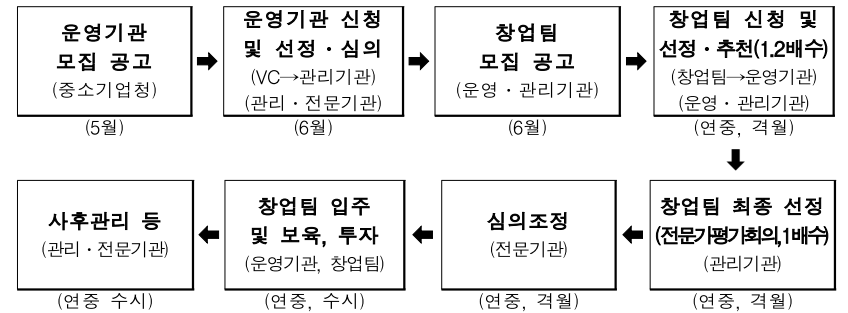 운영기관
모집 공고
(중소기업청)
(5월)
운영기관 신청
및 선정·심의
(VC→관리기관)
(관리·전문기관)
(6월)
창업팀
모집 공고
(운영·관리기관)
(6월)
창업팀 신청 및
선정·추천(1.2배수)
(창업팀→운영기관)
(운영·관리기관)
(연중, 격월)
창업팀 최종 선정
(전문가평가회의,1배수)
(관리기관)
(연중, 격월)
심의조정
(전문기관)
(연중, 격월)
창업팀 입주
및 보육, 투자
(운영기관, 창업팀)
(연중, 수시)
사후관리 등
(관리·전문기관)
(연중 수시)